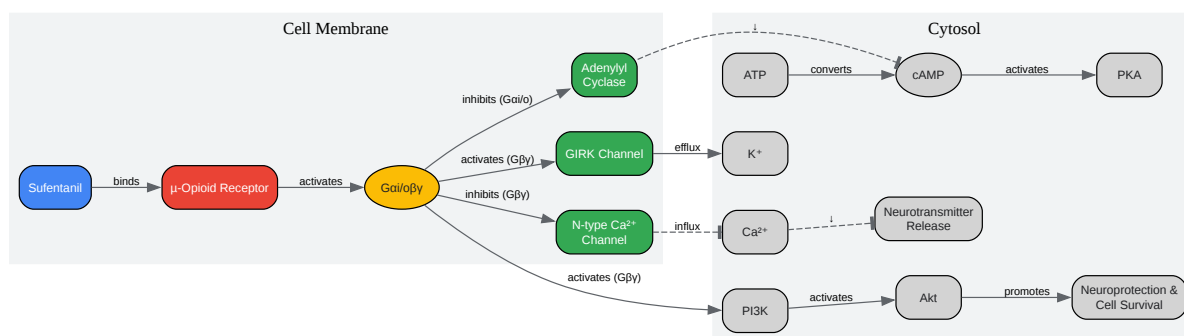 Cell Membrane
Cytosol
↓
Adenylyl
Cyclase
ATP
converts
cAMP
activates
PKA
inhibits (Gαi/o)
GIRK Channel
efflux
K⁺
activates (Gβγ)
Sufentanil
binds
µ-Opioid Receptor
activates
Gαi/oβγ
inhibits (Gβγ)
N-type Ca²⁺
Channel
influx
Ca²⁺
↓
Neurotransmitter
Release
activates (Gβγ)
PI3K
activates
Akt
promotes
Neuroprotection &
Cell Survival